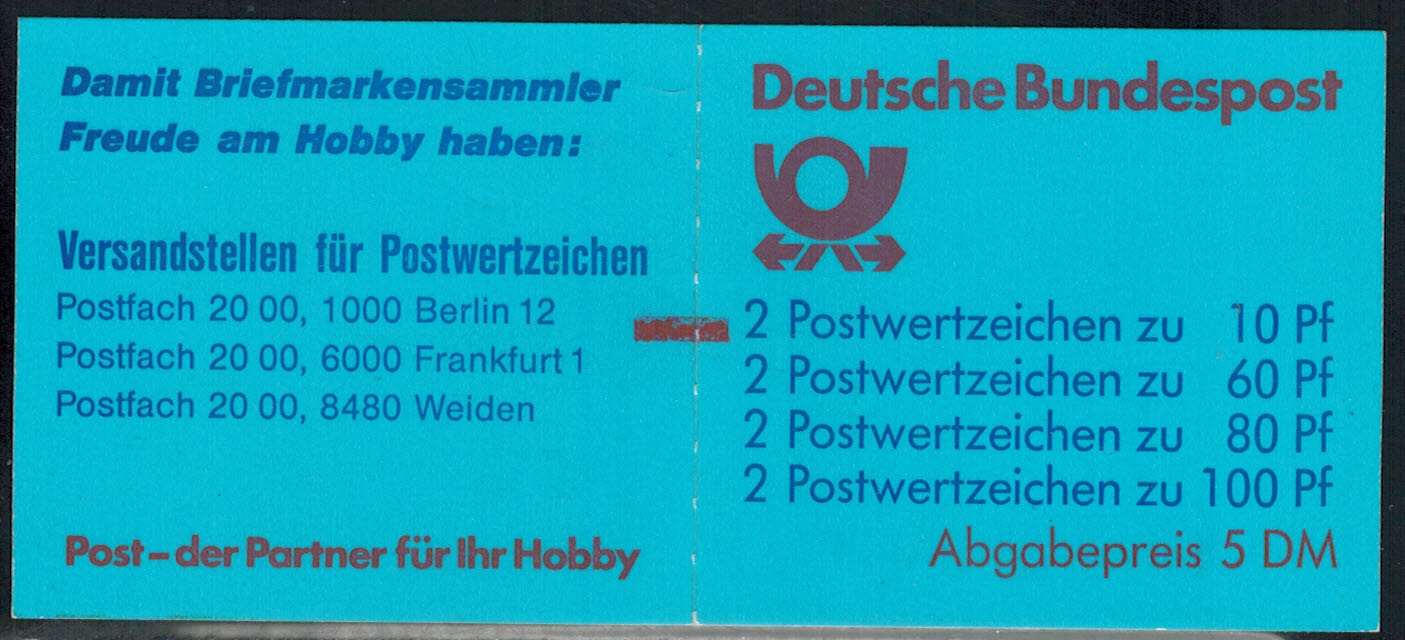 Damit Briefmarkensammler
Freude am Hobby haben:
Versandstellen für Postwertzeichen
Postfach 20 00, 1000 Berlin 12
Postfach 20 00, 6000 Frankfurt 1
Postfach 20 00, 8480 Weiden
Post – der Partner für Ihr Hobby
Deutsche Bundespost
2 Postwertzeichen zu 10 Pf
2 Postwertzeichen zu 60 Pf
2 Postwertzeichen zu 80 Pf
2 Postwertzeichen zu 100 Pf
Abgabepreis 5 DM